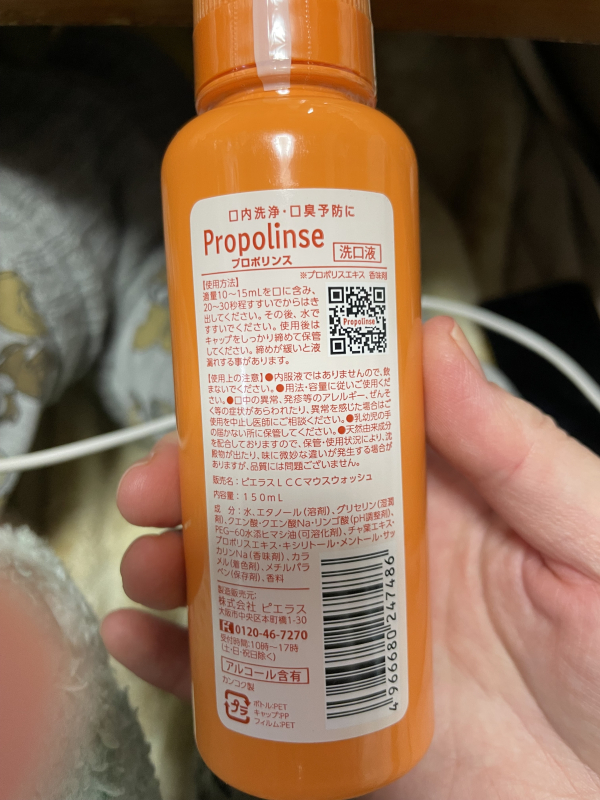 口内洗浄・口臭予防に
Propolinse
プロポリンス
洗口液
※プロポリスエキス 香味剤
【使用方法】
適量10〜15mLを口に含み、
20〜30秒程すすいでからはき
出してください。その後、水で
すすいでください。使用後は
キャップをしっかり締めて保管
してください。締めが緩いと液
漏れする事があります。
Propolinse
【使用上の注意】●内服液ではありませんので、飲
まないでください。●用法・容量に従いご使用くだ
さい。●口中の異常、発疹等のアレルギー、ぜんそ
く等の症状があらわれたり、異常を感じた場合はご
使用を中止し医師にご相談ください。●乳幼児の手
の届かない所に保管してください。●天然由来成分
を配合しておりますので、保管・使用状況により、沈
殿物が出たり、味に微妙な違いが発生する場合が
ありますが、品質には問題ございません。
販売名：ピエラスLCCマウスウォッシュ
内容量：150mL
成 分：水、エタノール(溶剤)、グリセリン(湿潤
剤)、クエン酸・クエン酸Na・リンゴ酸(pH調整剤)、
PEG-60水添ヒマシ油(可溶化剤)、チャ葉エキス・
プロポリスエキス・キシリトール・メントール・サッ
カリンNa(香味剤)、カラ
メル(着色剤)、メチルパラ
ベン(保存剤)、香料
製造販売元:
株式会社 ピエラス
大阪市中央区本町橋1-30
0120-46-7270
受付時間:10時〜17時
(土・日・祝日除く)
アルコール含有
カンコク製
プラ
ボトル:PET
キャップ:PP
フィルム:PET
4966680247486